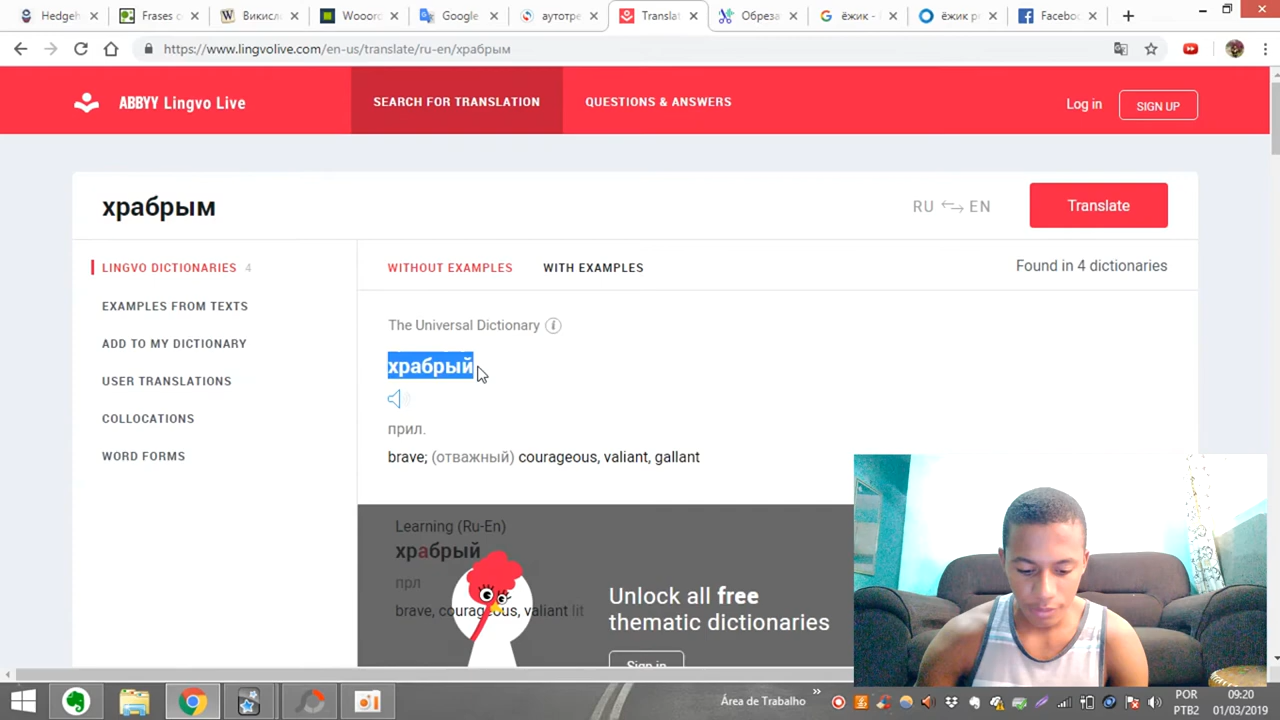 Hedgeh
Frases c
Викисл
Wooord
Google
аутотре
Translat
Обреза
ёжик -
ёжик р
Faceboo
https://www.lingvolive.com/en-us/translate/ru-en/храбрым
ABBYY Lingvo Live
SEARCH FOR TRANSLATION
QUESTIONS & ANSWERS
Log in
SIGN UP
храбрым
RU EN
Translate
LINGVO DICTIONARIES 4
WITHOUT EXAMPLES
WITH EXAMPLES
Found in 4 dictionaries
EXAMPLES FROM TEXTS
ADD TO MY DICTIONARY
USER TRANSLATIONS
COLLOCATIONS
WORD FORMS
The Universal Dictionary
храбрый
прил.
brave; (отважный) courageous, valiant, gallant
Learning (Ru-En)
храбрый
прл
brave, courageous, valiant lit
Unlock all free
thematic dictionaries
Sign in
Área de Trabalho
POR
PTB2
09:20
01/03/2019